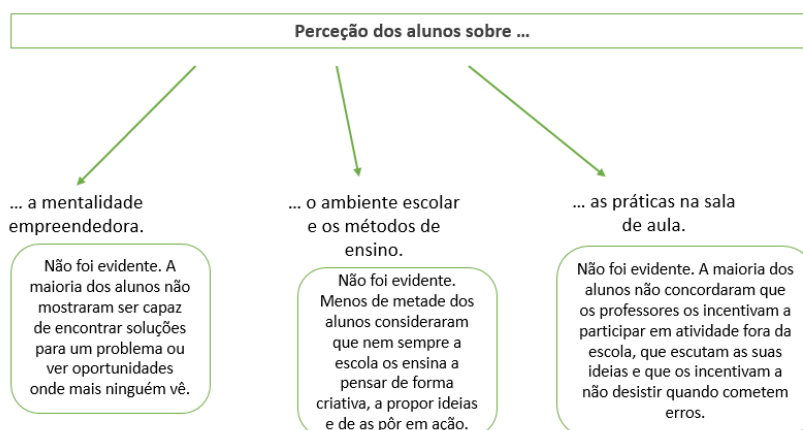 Perceção dos alunos sobre ...
... a mentalidade
empreendedora.
Não foi evidente. A
maioria dos alunos não
mostraram ser capaz
de encontrar soluções
para um problema ou
ver oportunidades
onde mais ninguém vê.
... o ambiente escolar
e os métodos de
ensino.
Não foi evidente.
Menos de metade dos
alunos consideraram
que nem sempre a
escola os ensina a
pensar de forma
criativa, a propor ideias
e de as pôr em ação.
... as práticas na sala
de aula.
Não foi evidente. A maioria dos
alunos não concordaram que
os professores os incentivam a
participar em atividade fora da
escola, que escutam as suas
ideias e que os incentivam a
não desistir quando cometem
erros.